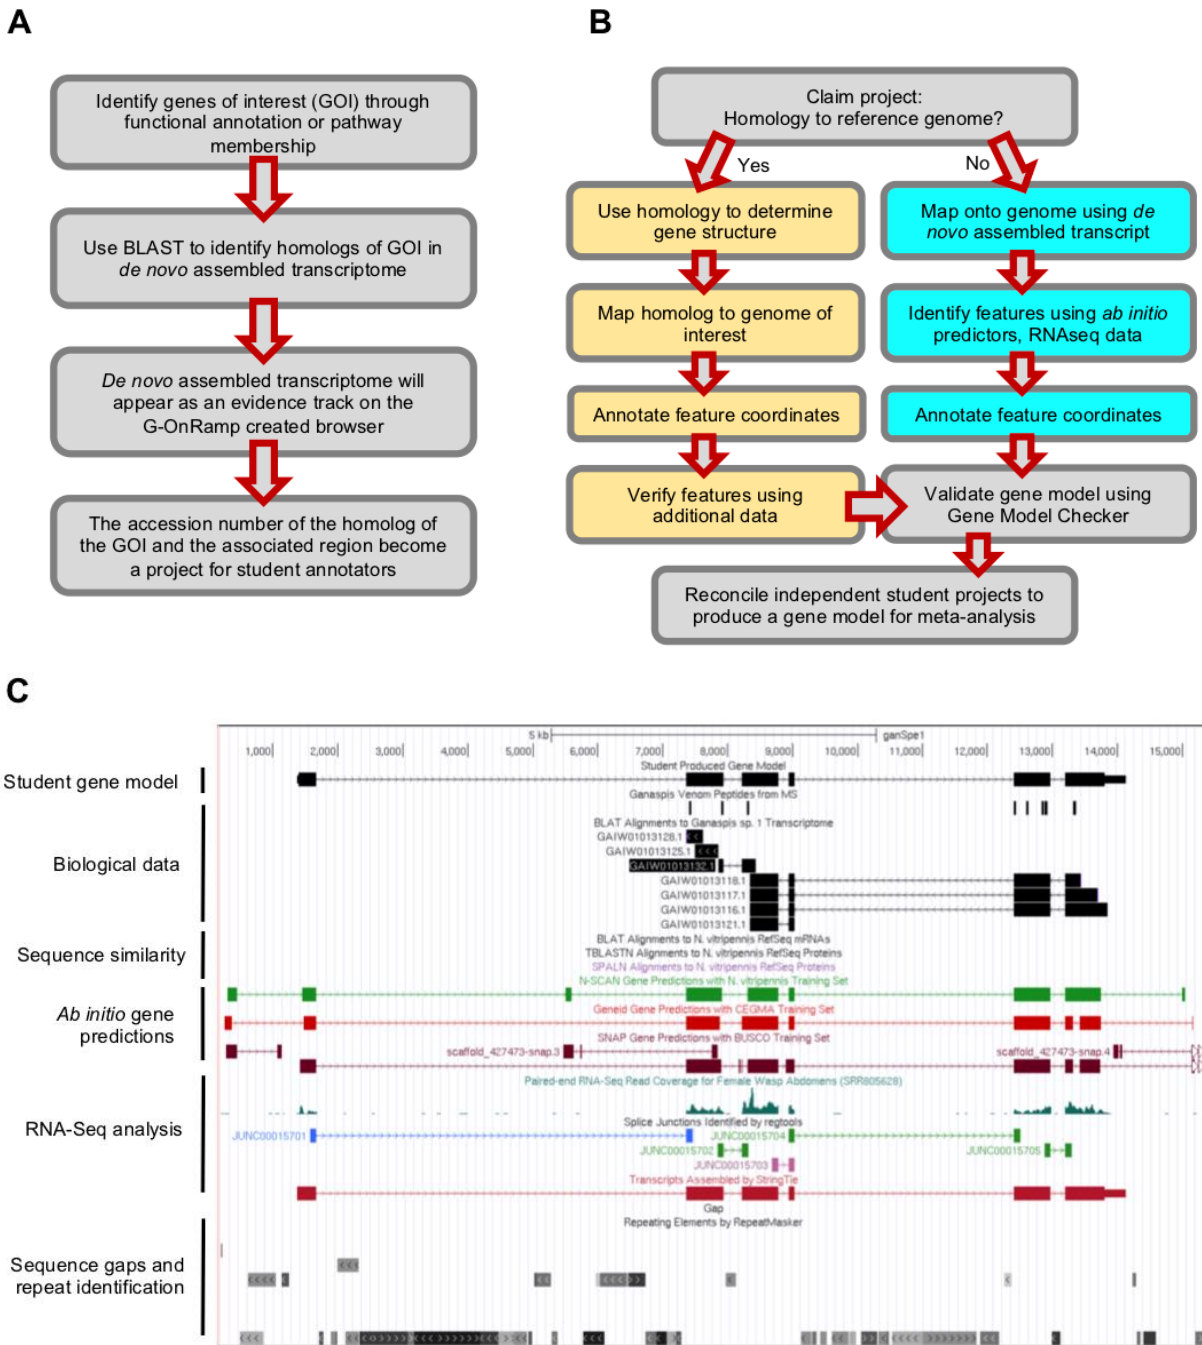 A
Identify genes of interest (GOI) through
functional annotation or pathway
membership
Use BLAST to identify homologs of GOI in
de novo assembled transcriptome
De novo assembled transcriptome will
appear as an evidence track on the
G-OnRamp created browser
The accession number of the homolog of
the GOI and the associated region become
a project for student annotators
B
Claim project:
Homology to reference genome?
Yes
No
Use homology to determine
gene structure
Map onto genome using de
novo assembled transcript
Map homolog to genome of
interest
Identify features using ab initio
predictors, RNAseq data
Annotate feature coordinates
Annotate feature coordinates
Verify features using
additional data
Validate gene model using
Gene Model Checker
Reconcile independent student projects to
produce a gene model for meta-analysis
C
5 kb
ganSpe1
1,000 2,000 3,000 4,000 5,000 6,000 7,000 8,000 9,000 10,000 11,000 12,000 13,000 14,000 15,000
Student gene model
Student Produced Gene Model
Ganaspis Venom Peptides from MS
Biological data
BLAT Alignments to Ganaspis sp. 1 Transcriptome
GAIW01013128.1
GAIW01013125.1
GAIW01013132.1
GAIW01013118.1
GAIW01013117.1
GAIW01013116.1
GAIW01013121.1
Sequence similarity
BLAT Alignments to N. vitripennis RefSeq mRNAs
TBLASTN Alignments to N. vitripennis RefSeq Proteins
SPALN Alignments to N. vitripennis RefSeq Proteins
Ab initio gene
predictions
N-SCAN Gene Predictions with N. vitripennis Training Set
Geneid Gene Predictions with CEGMA Training Set
SNAP Gene Predictions with BUSCO Training Set
scaffold_427473-snap.3
scaffold_427473-snap.4
RNA-Seq analysis
Paired-end RNA-Seq Read Coverage for Female Wasp Abdomens (SRR805628)
Splice Junctions Identified by regtools
JUNC00015701
JUNC00015704
JUNC00015702
JUNC00015705
JUNC00015703
Transcripts Assembled by StringTie
Sequence gaps and
repeat identification
Gap
Repeating Elements by RepeatMasker